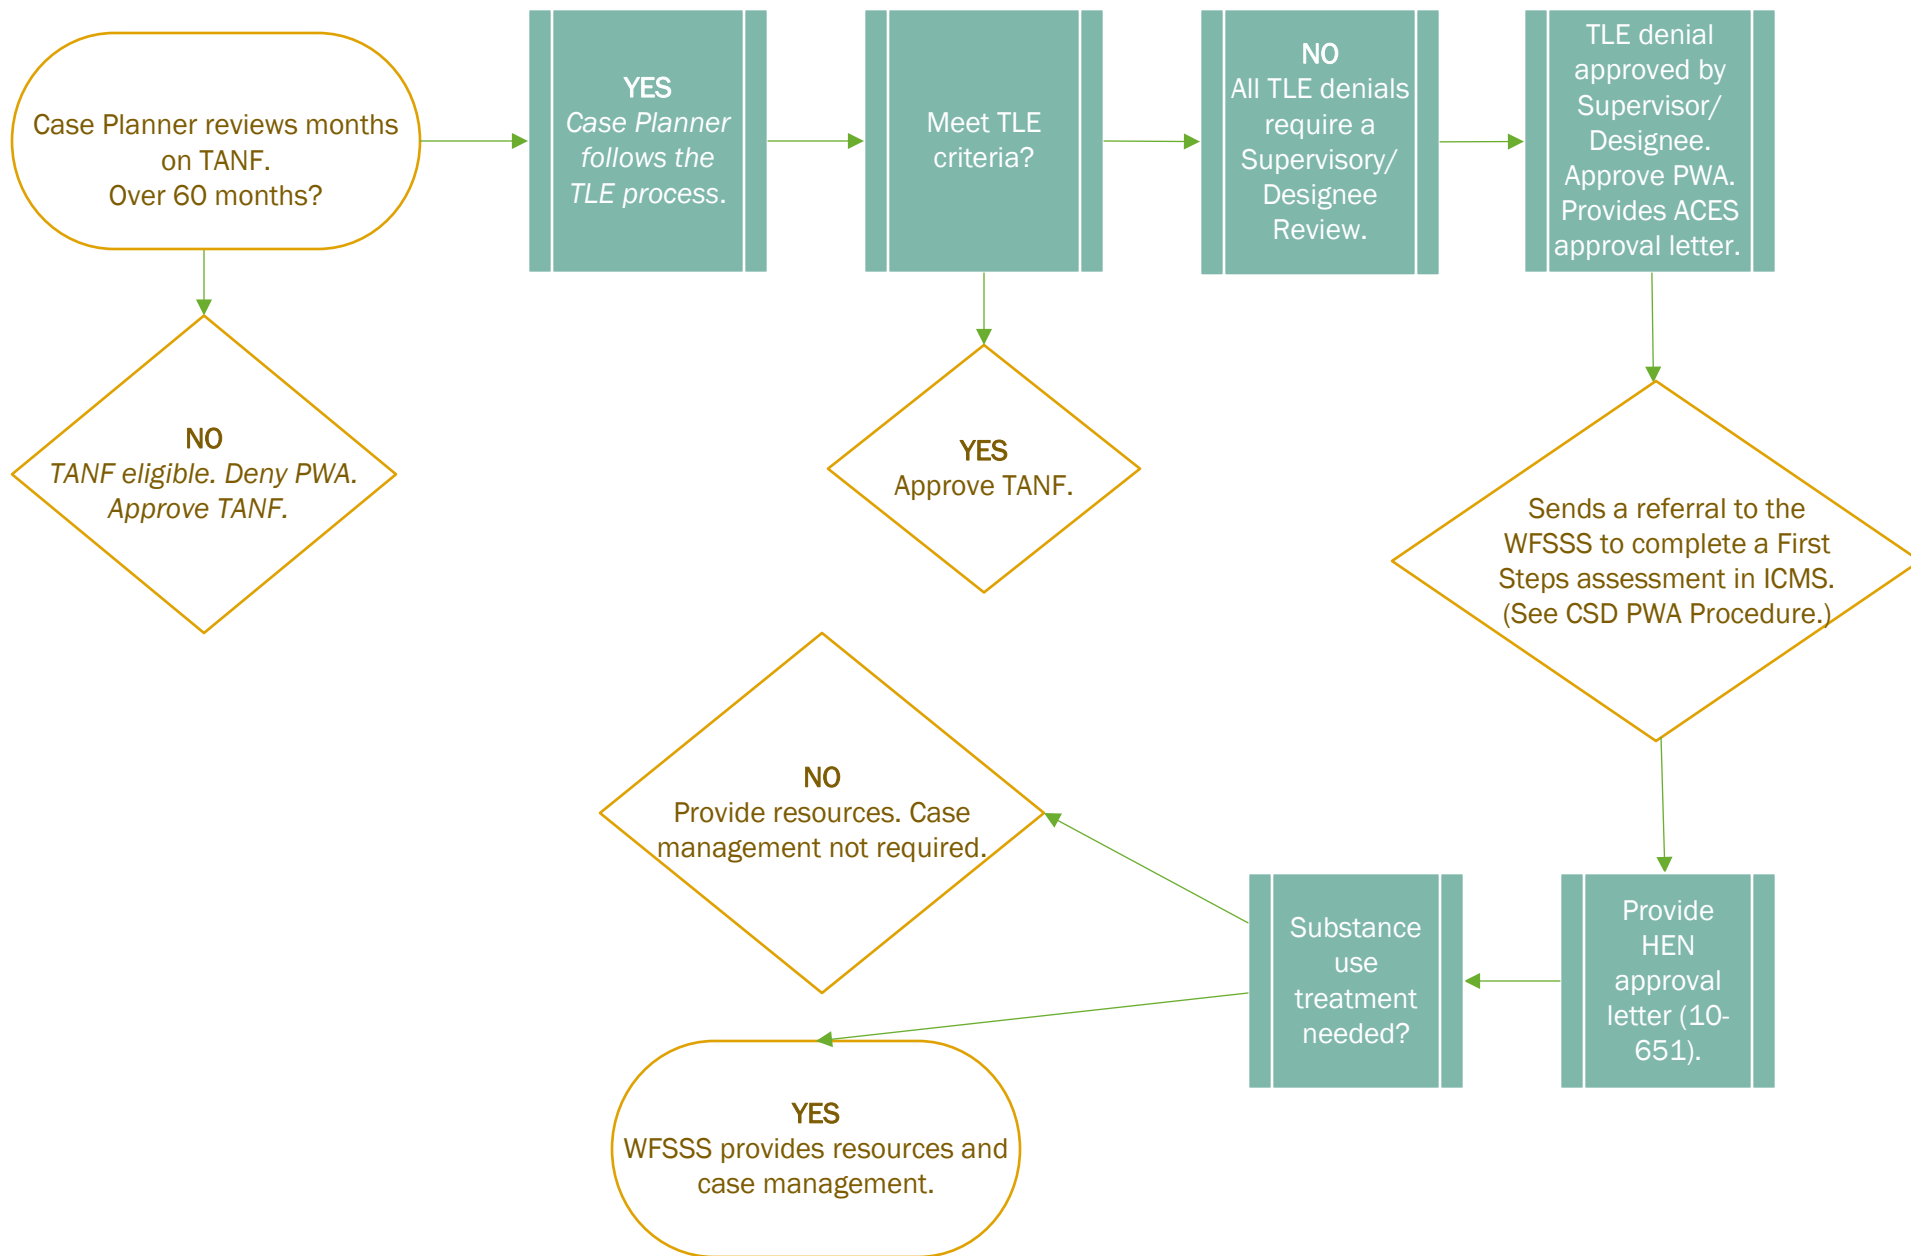 Case Planner reviews months
on TANF.
Over 60 months?
YES
Case Planner
follows the
TLE process.
Meet TLE
criteria?
NO
All TLE denials
require a
Supervisory/
Designee
Review.
TLE denial
approved by
Supervisor/
Designee.
Approve PWA.
Provides ACES
approval letter.
NO
TANF eligible. Deny PWA.
Approve TANF.
YES
Approve TANF.
Sends a referral to the
WFSSS to complete a First
Steps assessment in ICMS.
(See CSD PWA Procedure.)
NO
Provide resources. Case
management not required.
Substance
use
treatment
needed?
Provide
HEN
approval
letter (10-
651).
YES
WFSSS provides resources and
case management.